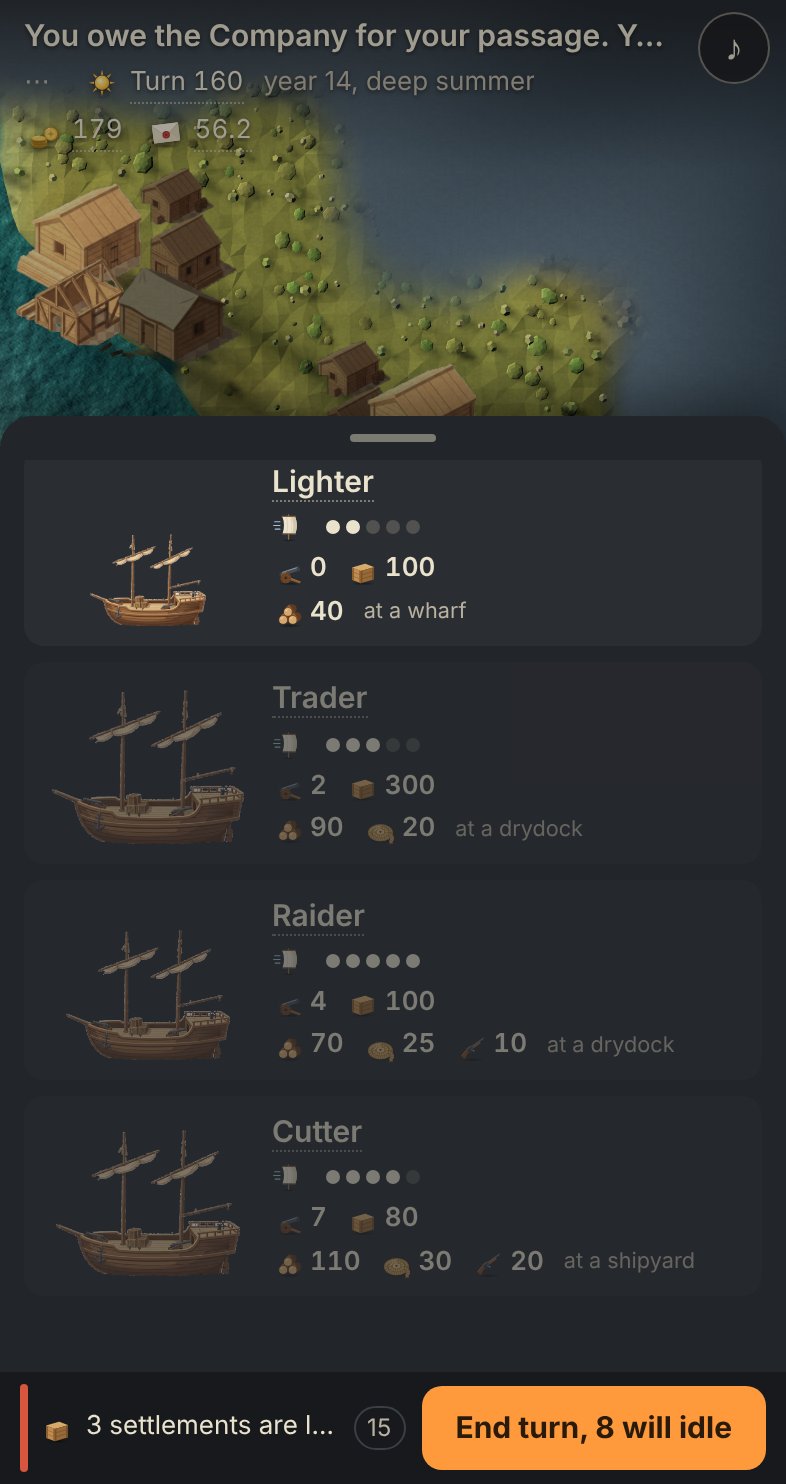 You owe the Company for your passage. Y...
... Turn 160 year 14, deep summer
179 56.2
Lighter
0 100
40 at a wharf
Trader
2 300
90 20 at a drydock
Raider
4 100
70 25 10 at a drydock
Cutter
7 80
110 30 20 at a shipyard
3 settlements are l... 15 End turn, 8 will idle